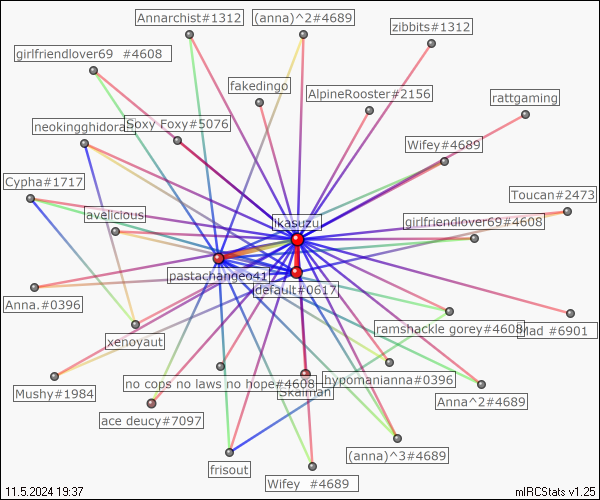 Annarchist#1312
(anna)^2#4689
zibbits#1312
girlfriendlover69 #4608
fakedingo
AlpineRooster#2156
rattgaming
neokingghidorah
Soxy Foxy#5076
Wifey#4689
Cypha#1717
Toucan#2473
avelicious
ikasuzu
girlfriendlover69#4608
pastachangeo41
default#0617
Anna.#0396
ramshackle gorey#4608
Mad #6901
xenoyaut
no cops no laws no hope#4608
hypomanianna#0396
Mushy#1984
Skaiman
Anna^2#4689
ace deucy#7097
(anna)^3#4689
frisout
Wifey #4689
11.5.2024 19:37
mIRCStats v1.25